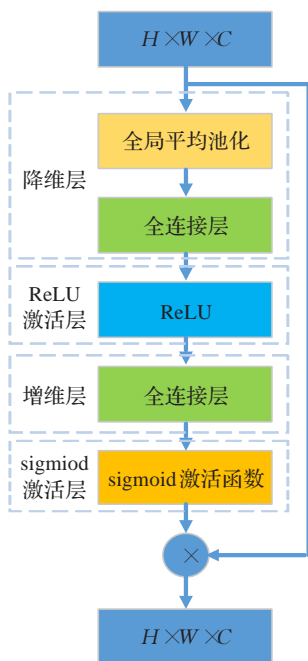 H×W×C
全局平均池化
降维层
全连接层
ReLU
激活层
ReLU
增维层
全连接层
sigmiod
激活层
sigmoid激活函数
×
H×W×C